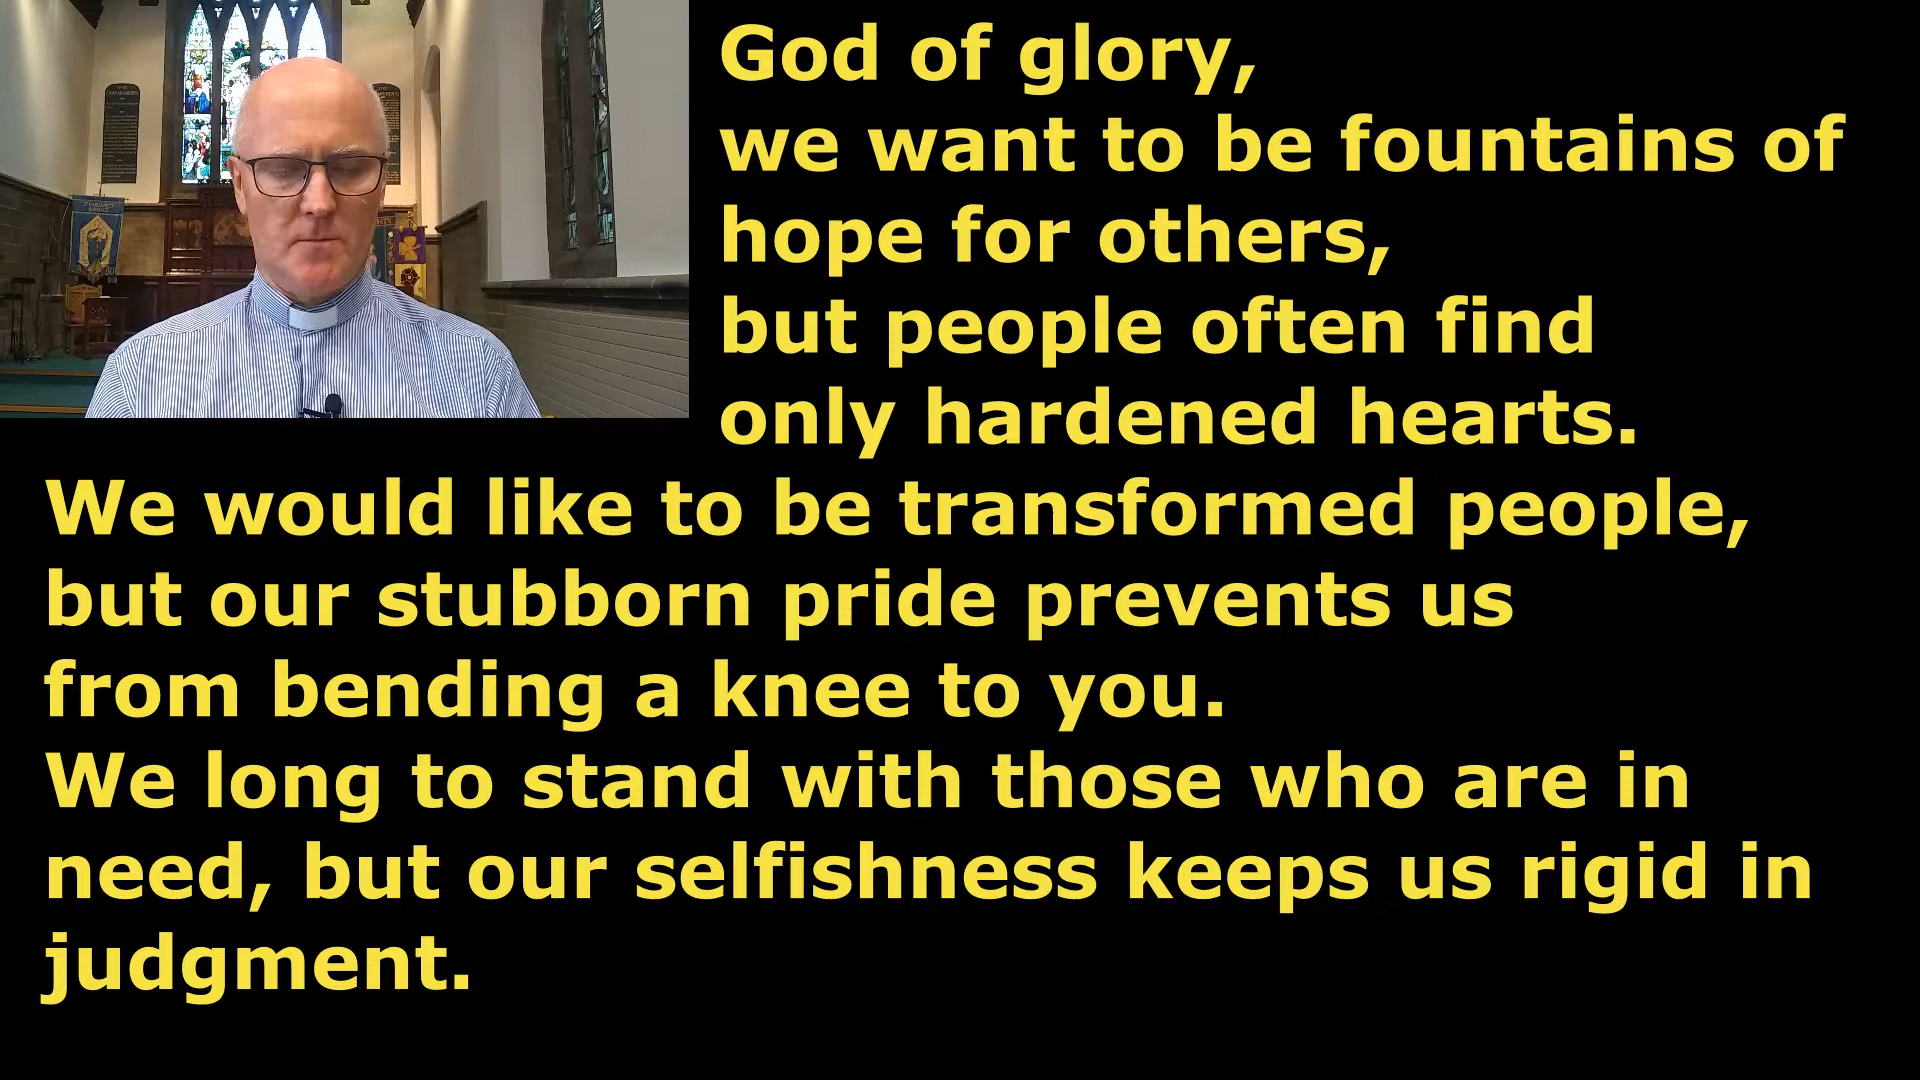 God of glory,
we want to be fountains of
hope for others,
but people often find
only hardened hearts.
We would like to be transformed people,
but our stubborn pride prevents us
from bending a knee to you.
We long to stand with those who are in
need, but our selfishness keeps us rigid in
judgment.